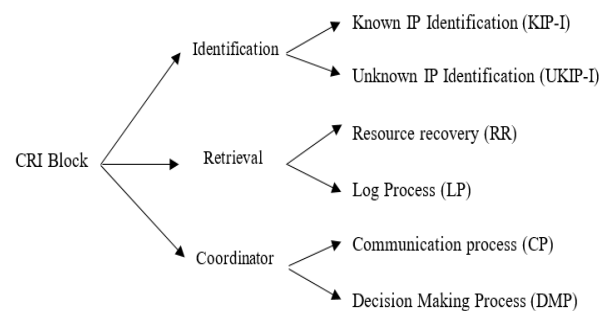 Known IP Identification (KIP-I)
Identification
Unknown IP Identification (UKIP-I)
Resource recovery (RR)
CRI Block
Retrieval
Log Process (LP)
Communication process (CP)
Coordinator
Decision Making Process (DMP)